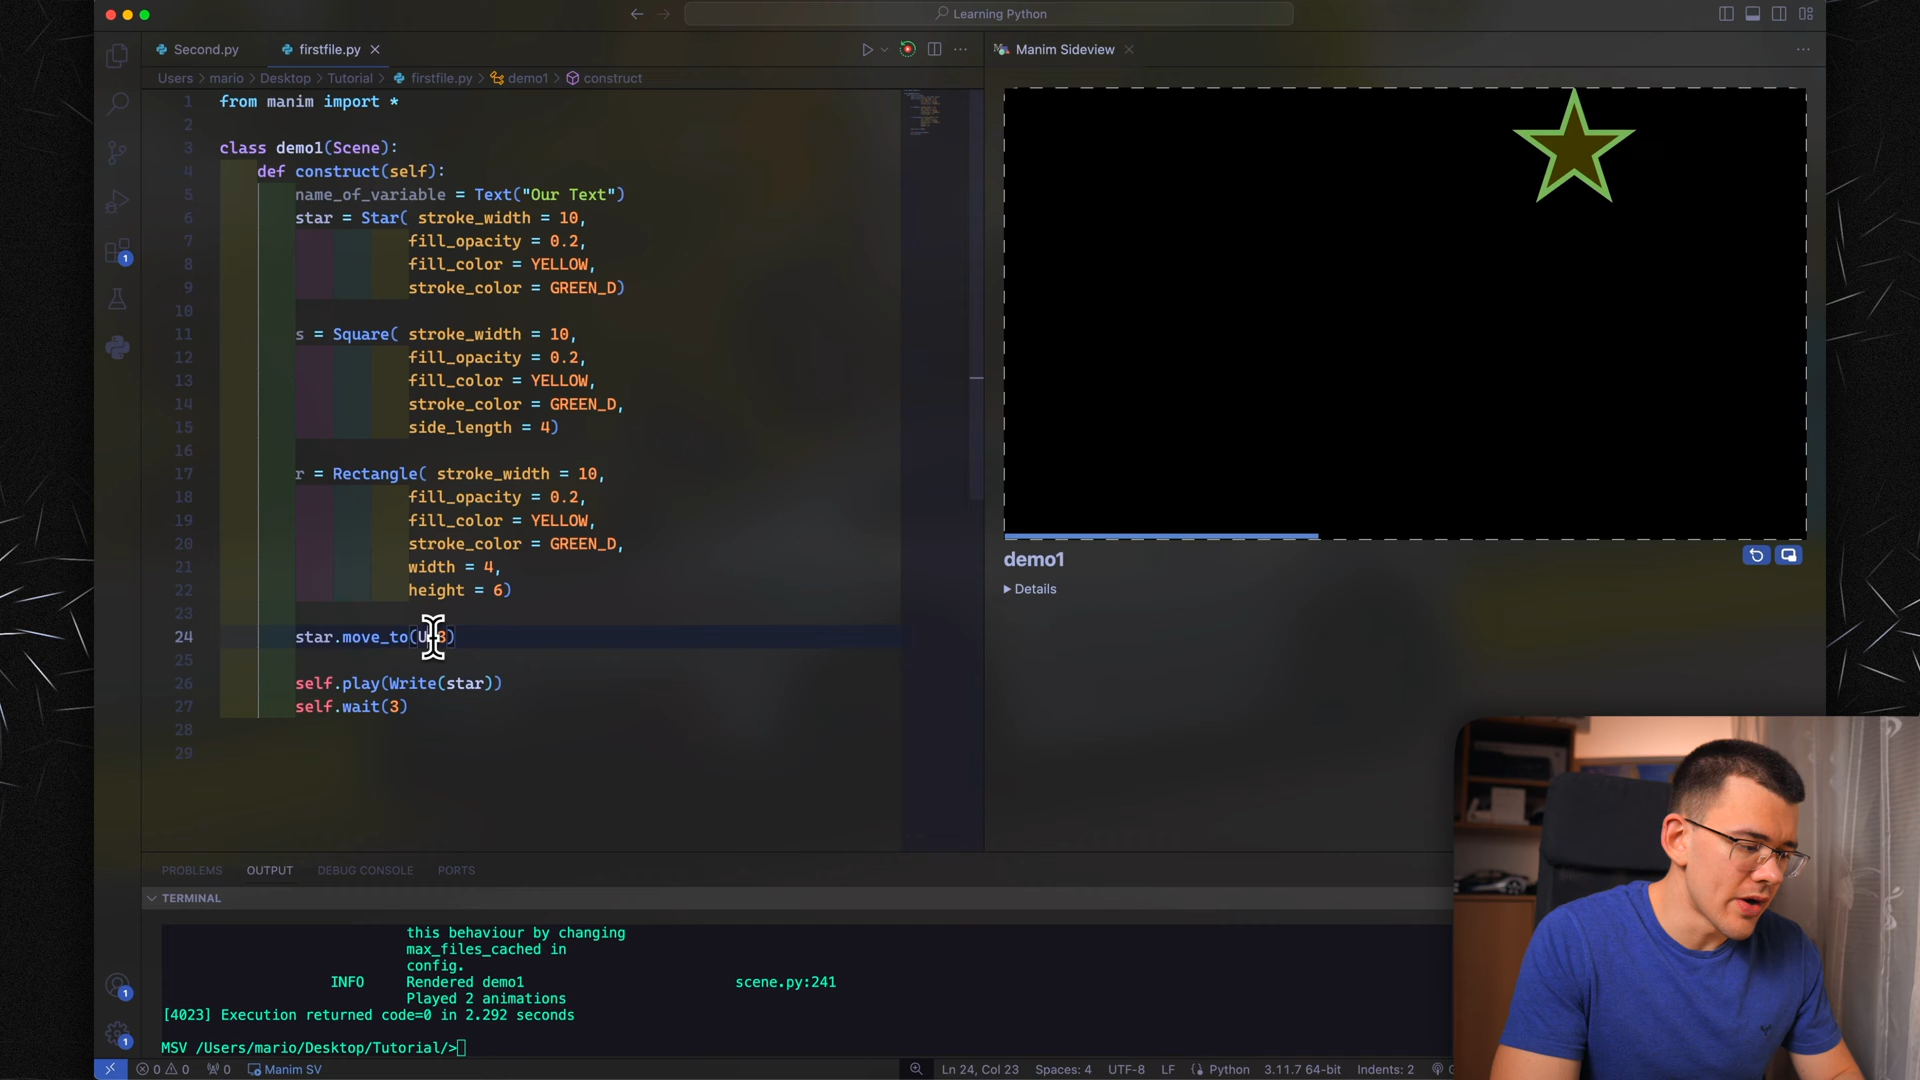 Learning Python
Second.py
firstfile.py
Manim Sideview
Users > mario > Desktop > Tutorial > firstfile.py > demo1 > construct
1 from manim import *
2
3 class demo1(Scene):
4 def construct(self):
5 name_of_variable = Text("Our Text")
6 star = Star( stroke_width = 10,
7 fill_opacity = 0.2,
8 fill_color = YELLOW,
9 stroke_color = GREEN_D)
10
11 s = Square( stroke_width = 10,
12 fill_opacity = 0.2,
13 fill_color = YELLOW,
14 stroke_color = GREEN_D,
15 side_length = 4)
16
17 r = Rectangle( stroke_width = 10,
18 fill_opacity = 0.2,
19 fill_color = YELLOW,
20 stroke_color = GREEN_D,
21 width = 4,
22 height = 6)
23
24 star.move_to(
25
26 self.play(Write(star))
27 self.wait(3)
28
29
demo1
Details
PROBLEMS OUTPUT DEBUG CONSOLE PORTS
TERMINAL
this behaviour by changing
max_files_cached in
config.
INFO Rendered demo1 scene.py:241
Played 2 animations
[4023] Execution returned code=0 in 2.292 seconds
MSV /Users/mario/Desktop/Tutorial/>
1
1
1
0 0 0 Manim SV Ln 24, Col 23 Spaces: 4 UTF-8 LF Python 3.11.7 64-bit Indents: 2